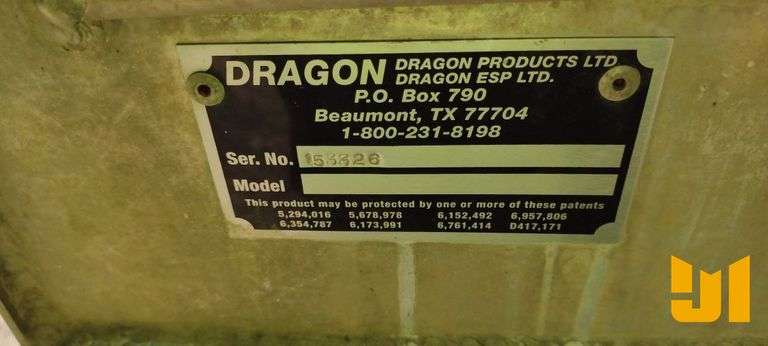 DRAGON DRAGON PRODUCTS LTD
DRAGON ESP LTD.
P.O. Box 790
Beaumont, TX 77704
1-800-231-8198
Ser. No.
Model
This product may be protected by one or more of these patents
5,294,016 5,678,978 6,152,492 6,957,806
6,354,787 6,173,991 6,761,414 D417,171